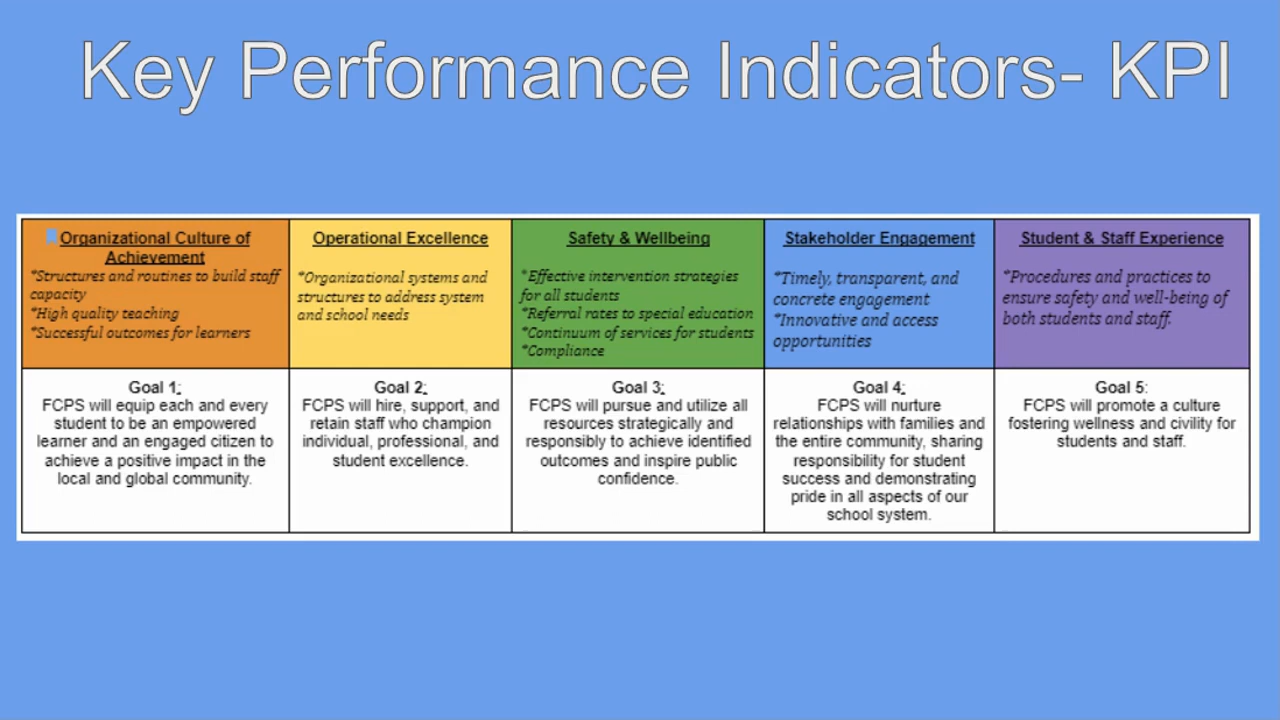 Key Performance Indicators- KPI
Organizational Culture of
Achievement
*Structures and routines to build staff
capacity
*High quality teaching
*Successful outcomes for learners
Operational Excellence
*Organizational systems and
structures to address system
and school needs
Safety & Wellbeing
*Effective intervention strategies
for all students
*Referral rates to special education
*Continuum of services for students
*Compliance
Stakeholder Engagement
*Timely, transparent, and
concrete engagement
*Innovative and access
opportunities
Student & Staff Experience
*Procedures and practices to
ensure safety and well-being of
both students and staff.
Goal 1:
FCPS will equip each and every
student to be an empowered
learner and an engaged citizen to
achieve a positive impact in the
local and global community.
Goal 2:
FCPS will hire, support, and
retain staff who champion
individual, professional, and
student excellence.
Goal 3:
FCPS will pursue and utilize all
resources strategically and
responsibly to achieve identified
outcomes and inspire public
confidence.
Goal 4:
FCPS will nurture
relationships with families and
the entire community, sharing
responsibility for student
success and demonstrating
pride in all aspects of our
school system.
Goal 5:
FCPS will promote a culture
fostering wellness and civility for
students and staff.